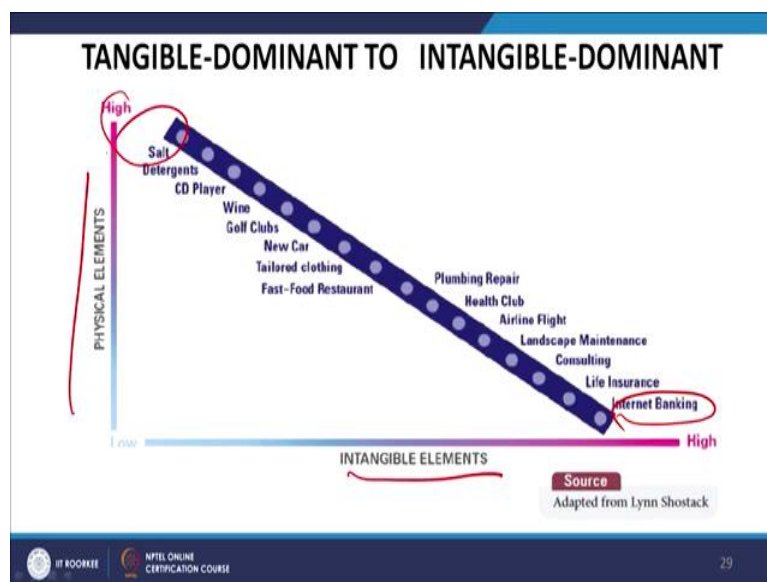 TANGIBLE-DOMINANT TO INTANGIBLE-DOMINANT
High
Salt
Detergents
CD Player
Wine
Golf Clubs
New Car
Tailored clothing
Fast-Food Restaurant
Plumbing Repair
Health Club
Airline Flight
Landscape Maintenance
Consulting
Life Insurance
Internet Banking
PHYSICAL ELEMENTS
Low
High
INTANGIBLE ELEMENTS
Source
Adapted from Lynn Shostack
IIT ROORKEE
NPTEL ONLINE
CERTIFICATION COURSE
29